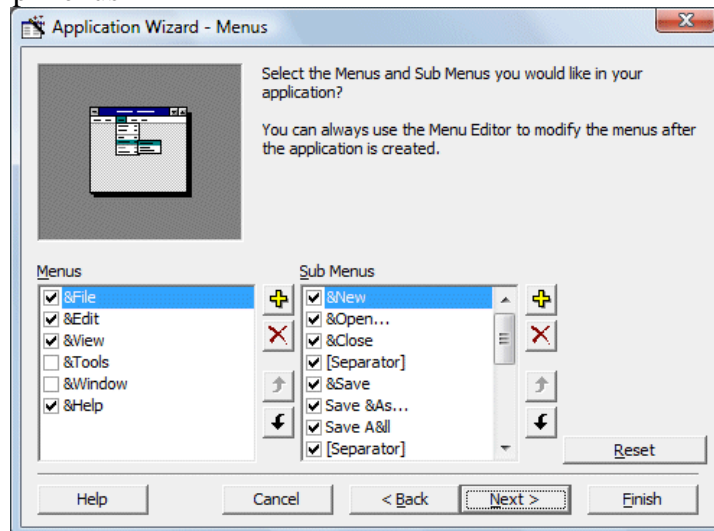 Application Wizard - Menus
Select the Menus and Sub Menus you would like in your
application?
You can always use the Menu Editor to modify the menus after
the application is created.
Menus
&File
&Edit
&View
&Tools
&Window
&Help
Sub Menus
&New
&Open...
&Close
[Separator]
&Save
Save &As...
Save A&ll
[Separator]
Reset
Help
Cancel
< Back
Next >
Finish